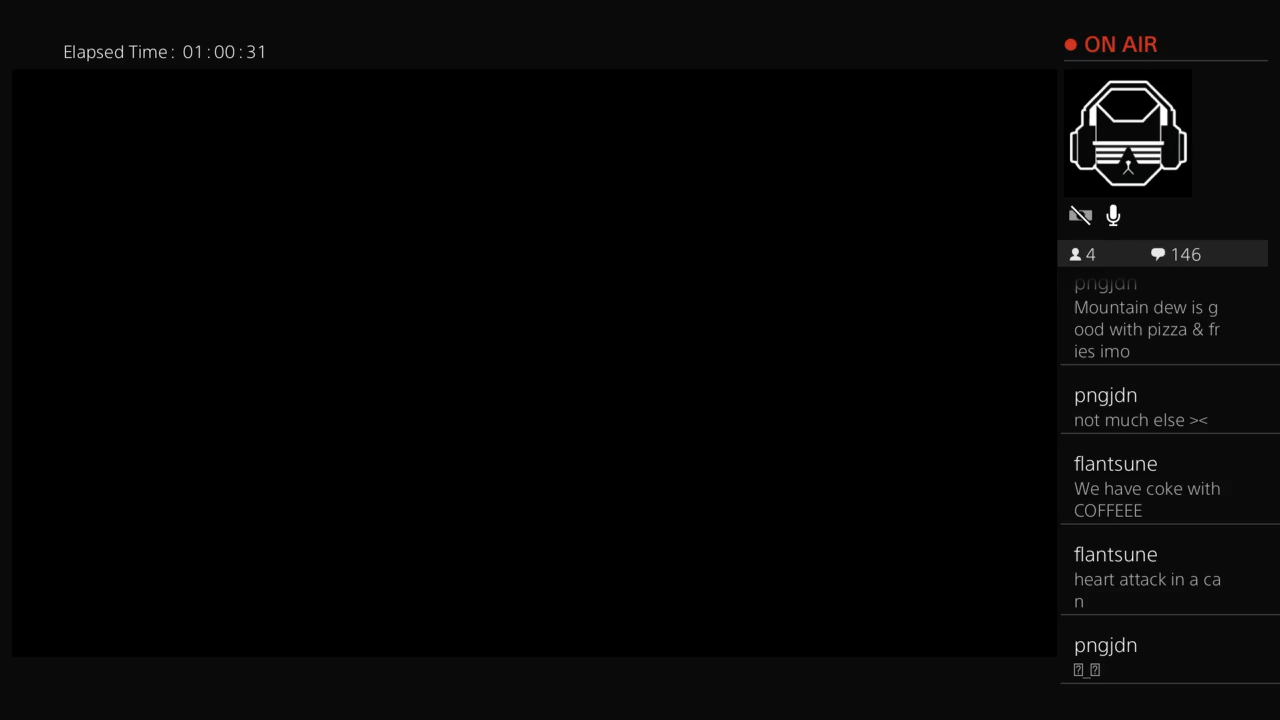 Elapsed Time: 01:00:31
ON AIR
4 146
pngjdn
Mountain dew is g
ood with pizza & fr
ies imo
pngjdn
not much else ><
flantsune
We have coke with
COFFEEE
flantsune
heart attack in a ca
n
pngjdn
⍰_⍰